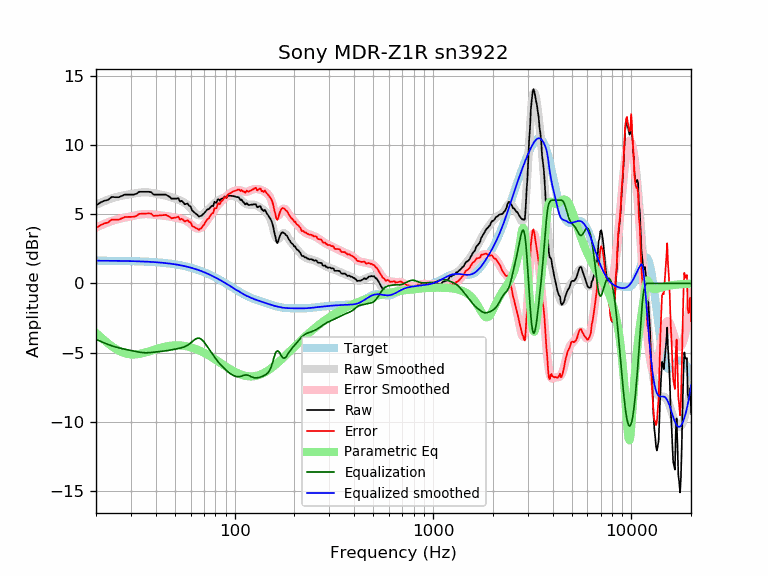 Sony MDR-Z1R sn3922
15
10
5
0
−5
−10
−15
Amplitude (dBr)
Target
Raw Smoothed
Error Smoothed
Raw
Error
Parametric Eq
Equalization
Equalized smoothed
100
1000
10000
Frequency (Hz)